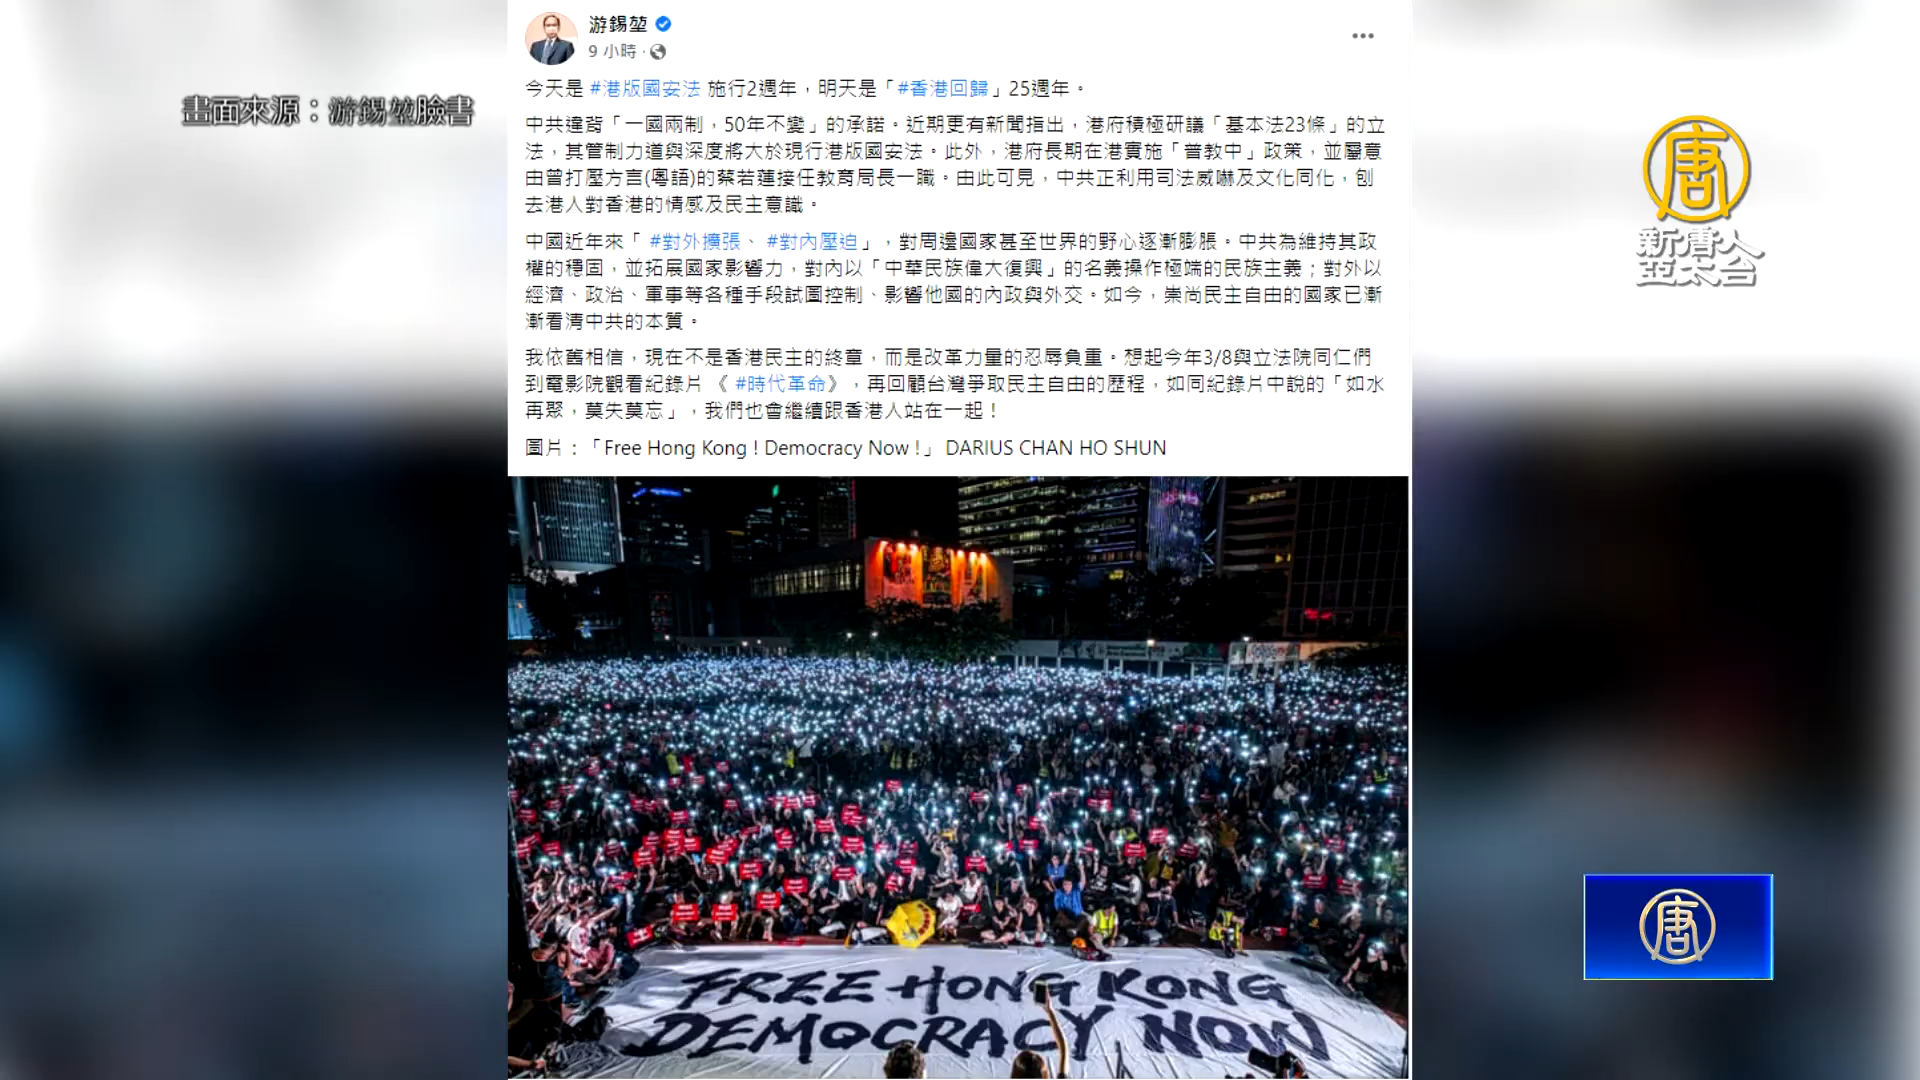 游錫堃
9 小時
畫面來源：游錫堃臉書
今天是 #港版國安法 施行2週年，明天是「#香港回歸」25週年。
中共違背「一國兩制，50年不變」的承諾。近期更有新聞指出，港府積極研議「基本法23條」的立
法，其管制力道與深度將大於現行港版國安法。此外，港府長期在港實施「普教中」政策，並屬意
由曾打壓方言(粵語)的蔡若蓮接任教育局長一職。由此可見，中共正利用司法威嚇及文化同化，刨
去港人對香港的情感及民主意識。
中國近年來「 #對外擴張、 #對內壓迫」，對周邊國家甚至世界的野心逐漸膨脹。中共為維持其政
權的穩固，並拓展國家影響力，對內以「中華民族偉大復興」的名義操作極端的民族主義；對外以
經濟、政治、軍事等各種手段試圖控制、影響他國的內政與外交。如今，崇尚民主自由的國家已漸
漸看清中共的本質。
我依舊相信，現在不是香港民主的終章，而是改革力量的忍辱負重。想起今年3/8與立法院同仁們
到電影院觀看紀錄片《 #時代革命》，再回顧台灣爭取民主自由的歷程，如同紀錄片中說的「如水
再聚，莫失莫忘」，我們也會繼續跟香港人站在一起！
圖片：「Free Hong Kong！Democracy Now！」 DARIUS CHAN HO SHUN
唐
新唐人
亞太台
唐
FREE HONG KONG
DEMOCRACY NOW